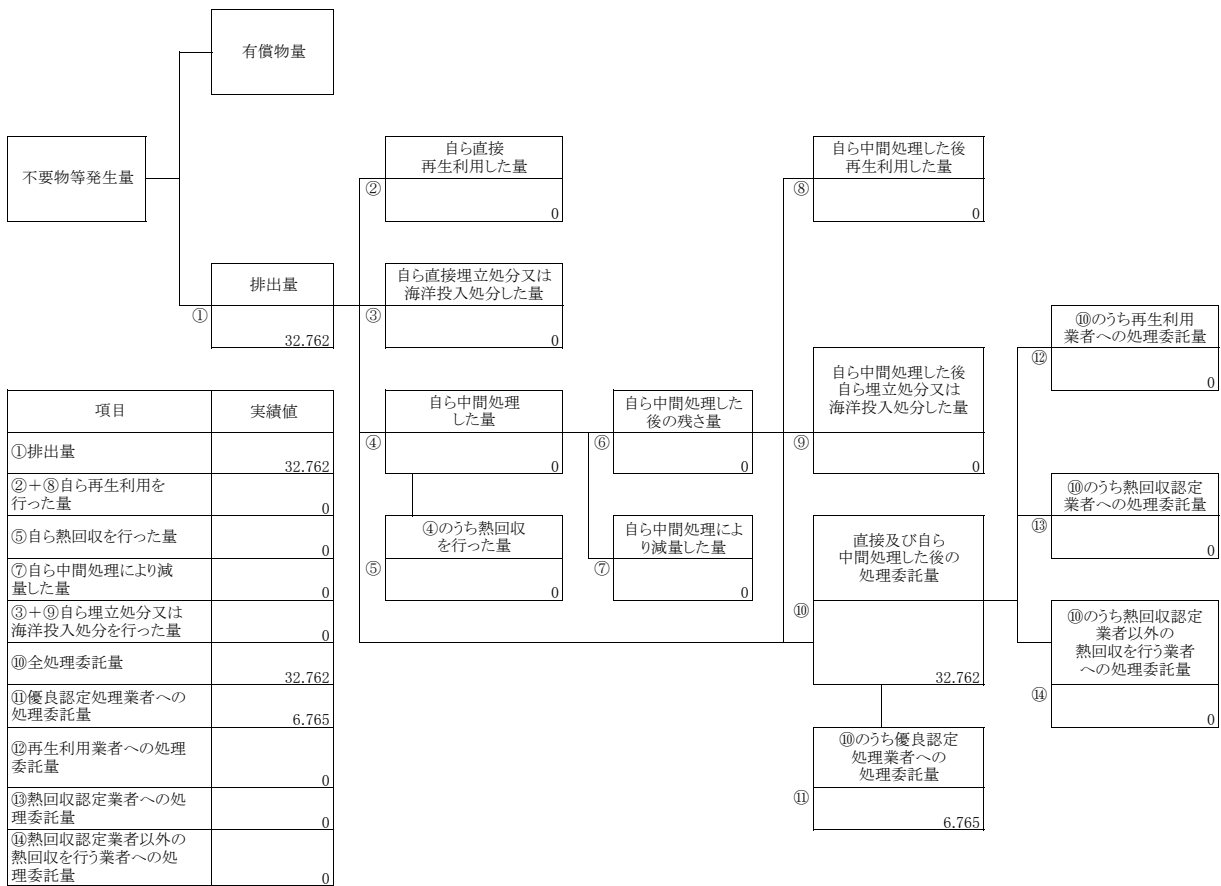 有償物量
不要物等発生量
排出量
①
32.762
自ら直接
再生利用した量
②
0
自ら直接埋立処分又は
海洋投入処分した量
③
0
自ら中間処理
した量
④
0
④のうち熱回収
を行った量
⑤
0
自ら中間処理した
後の残さ量
⑥
0
自ら中間処理によ
り減量した量
⑦
0
自ら中間処理した後
再生利用した量
⑧
0
自ら中間処理した後
自ら埋立処分又は
海洋投入処分した量
⑨
0
直接及び自ら
中間処理した後の
処理委託量
⑩
32.762
⑩のうち優良認定
処理業者への
処理委託量
⑪
6.765
⑩のうち再生利用
業者への処理委託量
⑫
0
⑩のうち熱回収認定
業者への処理委託量
⑬
0
⑩のうち熱回収認定
業者以外の
熱回収を行う業者
への処理委託量
⑭
0
項目 実績値
①排出量
32.762
②+⑧自ら再生利用を
行った量
0
⑤自ら熱回収を行った量
0
⑦自ら中間処理により減
量した量
0
③+⑨自ら埋立処分又は
海洋投入処分を行った量
0
⑩全処理委託量
32.762
⑪優良認定処理業者への
処理委託量
6.765
⑫再生利用業者への処理
委託量
0
⑬熱回収認定業者への処
理委託量
0
⑭熱回収認定業者以外の
熱回収を行う業者への処
理委託量
0